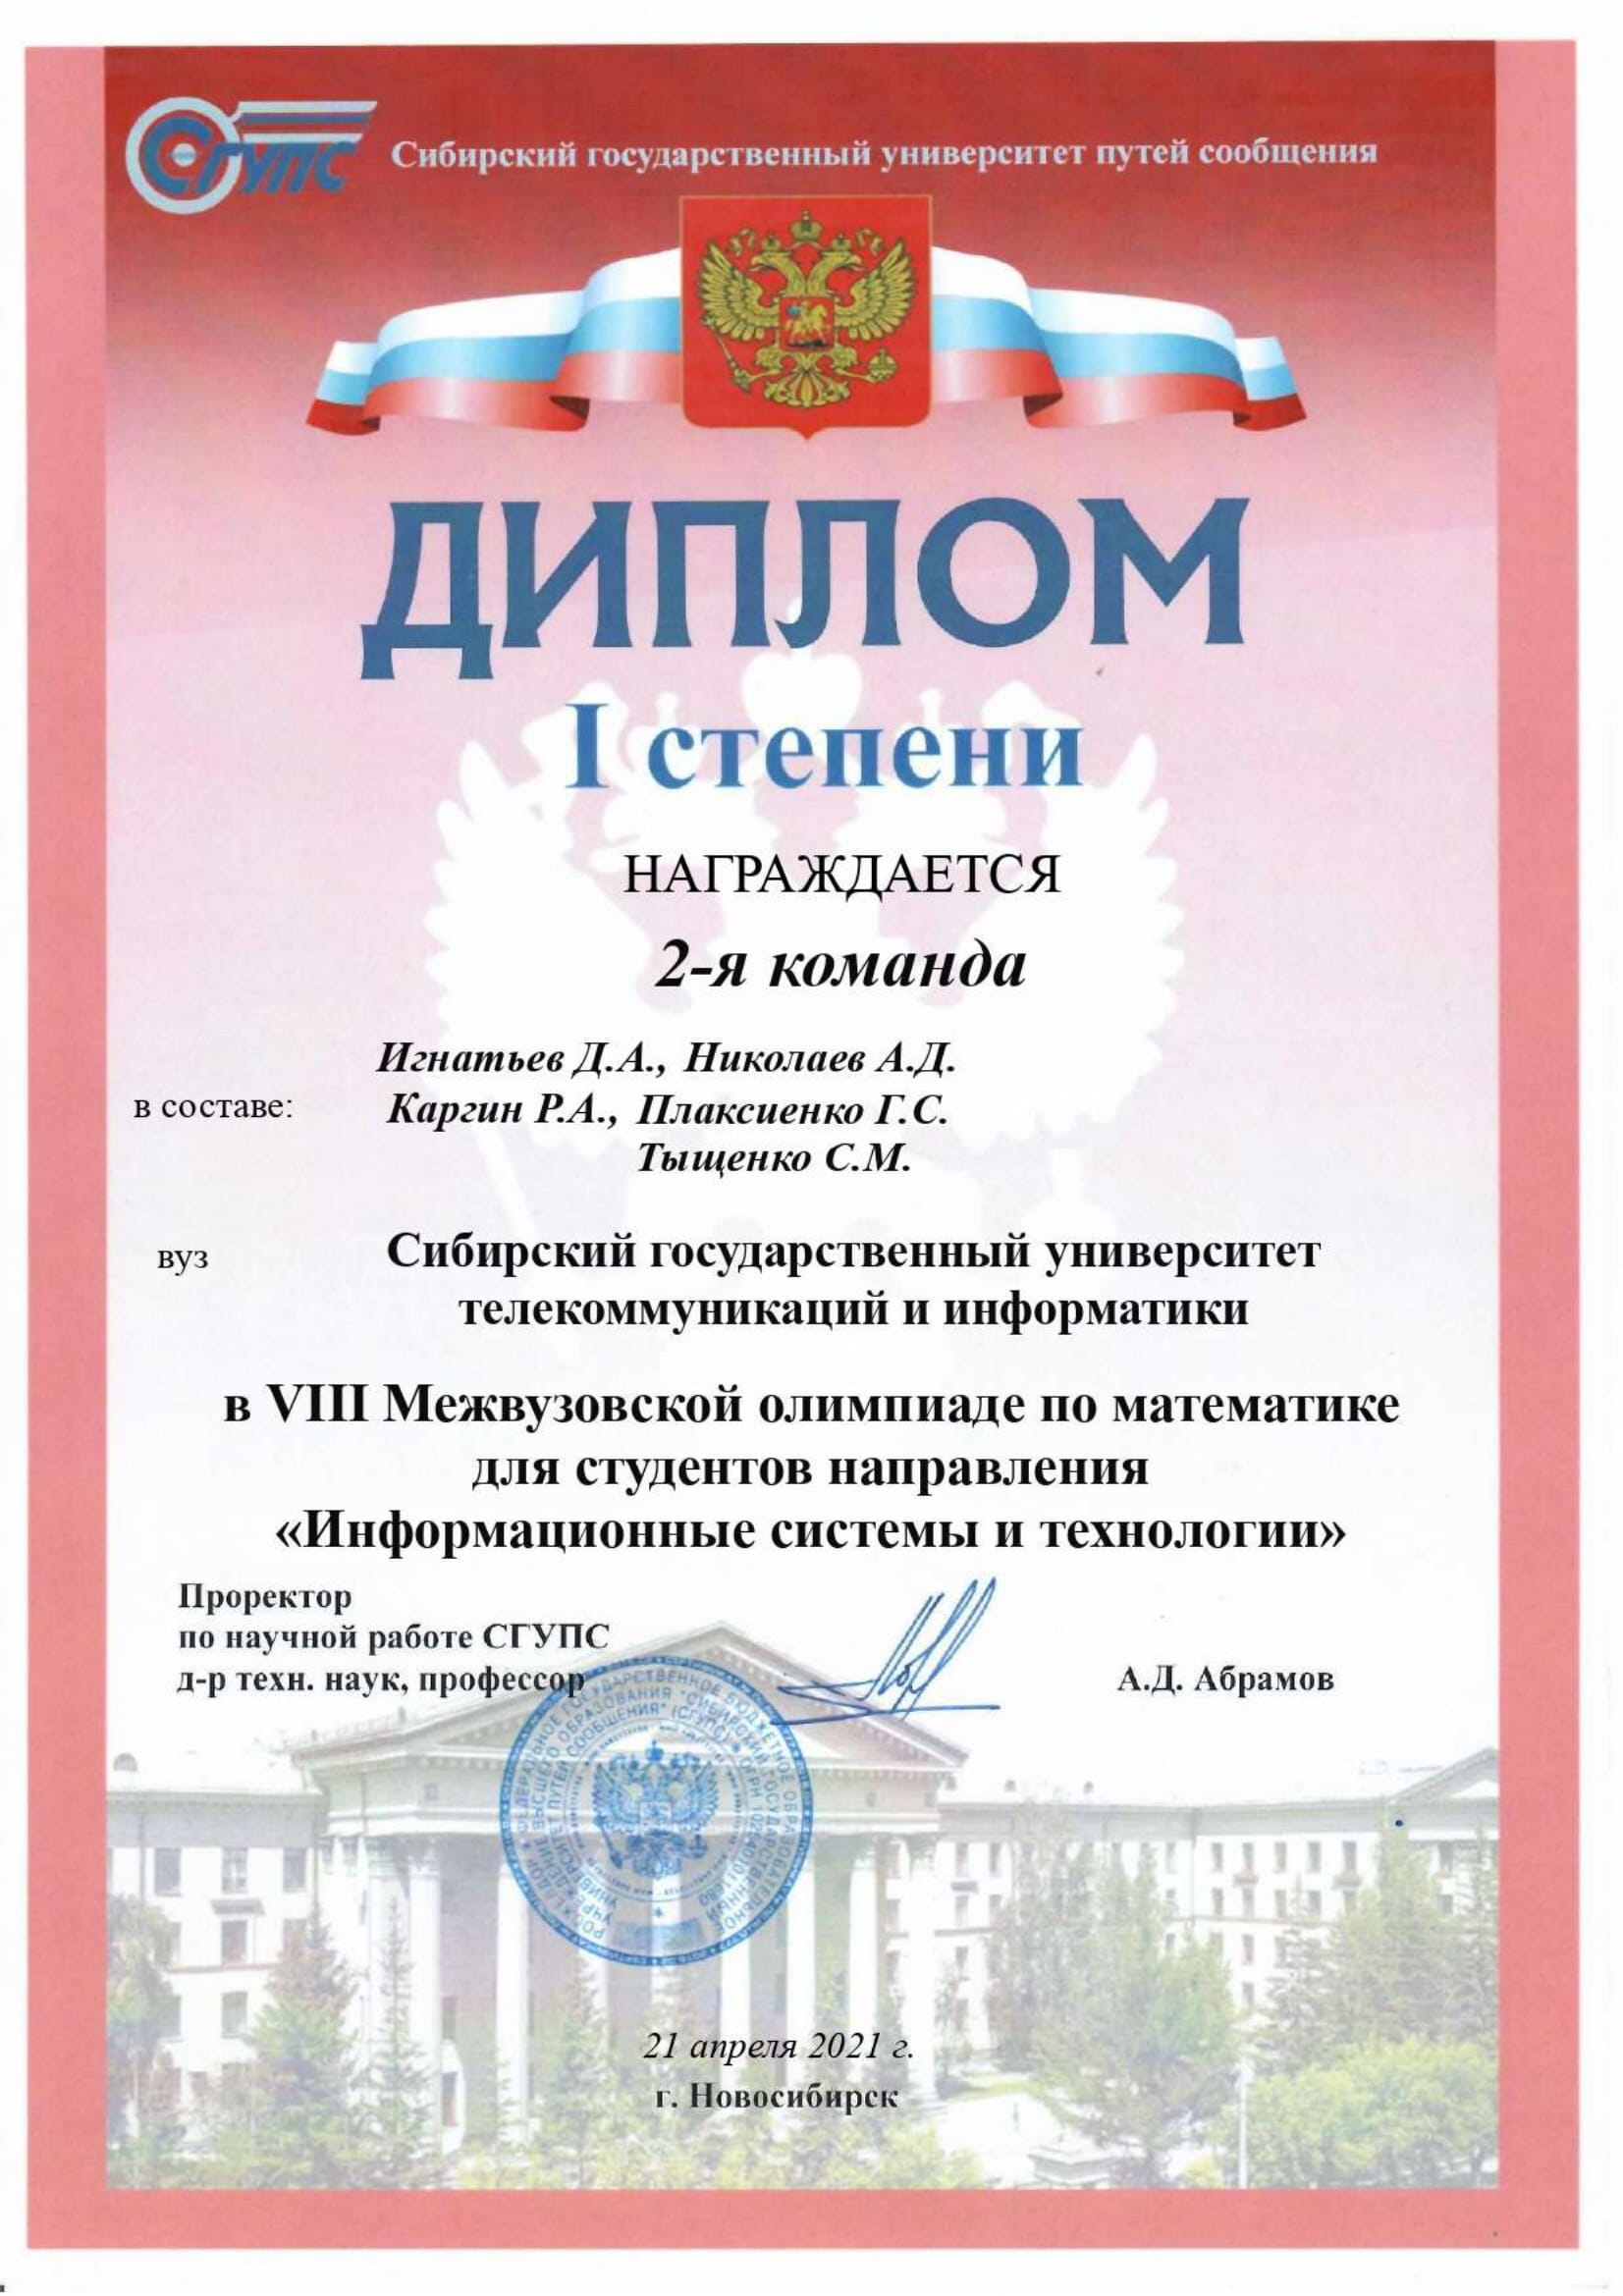 СГУПС
Сибирский государственный университет путей сообщения
ДИПЛОМ
I степени
НАГРАЖДАЕТСЯ
2-я команда
Игнатьев Д.А., Николаев А.Д.
в составе: Каргин Р.А., Плаксиенко Г.С.
Тыщенко С.М.
вуз Сибирский государственный университет
телекоммуникаций и информатики
в VIII Межвузовской олимпиаде по математике
для студентов направления
«Информационные системы и технологии»
Проректор
по научной работе СГУПС
д-р техн. наук, профессор А.Д. Абрамов
21 апреля 2021 г.
г. Новосибирск